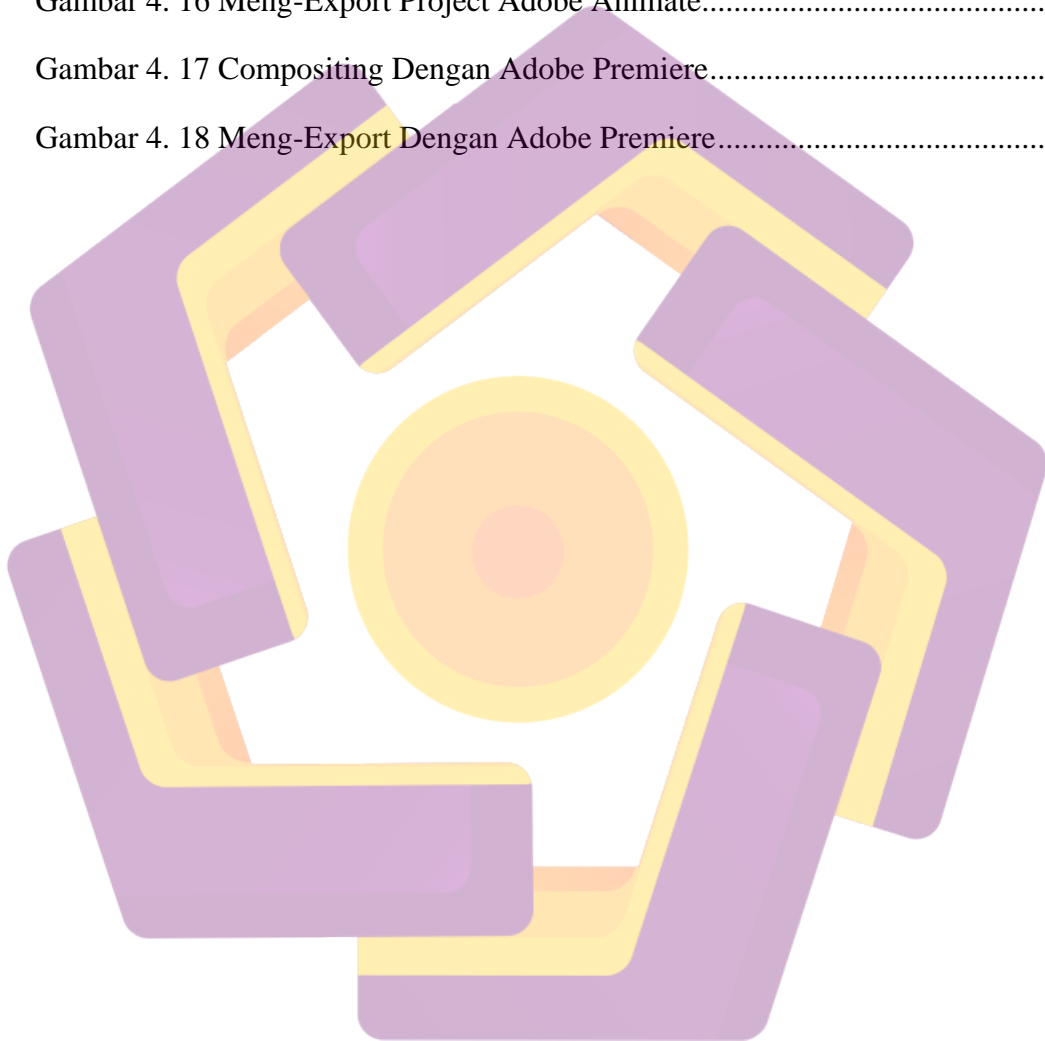 Gambar 4. 16 Meng-Export Project Adobe Animate............................................
Gambar 4. 17 Compositing Dengan Adobe Premiere...........................................
Gambar 4. 18 Meng-Export Dengan Adobe Premiere..........................................